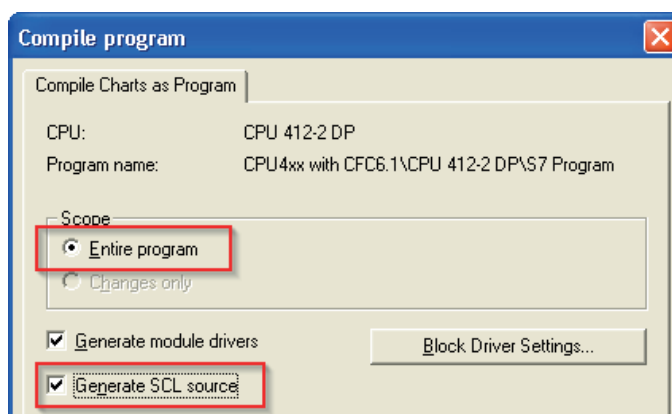 Compile program
Compile Charts as Program
CPU: CPU 412-2 DP
Program name: CPU4xx with CFC6.1\CPU 412-2 DP\S7 Program
Scope
Entire program
Changes only
Generate module drivers
Block Driver Settings...
Generate SCL source